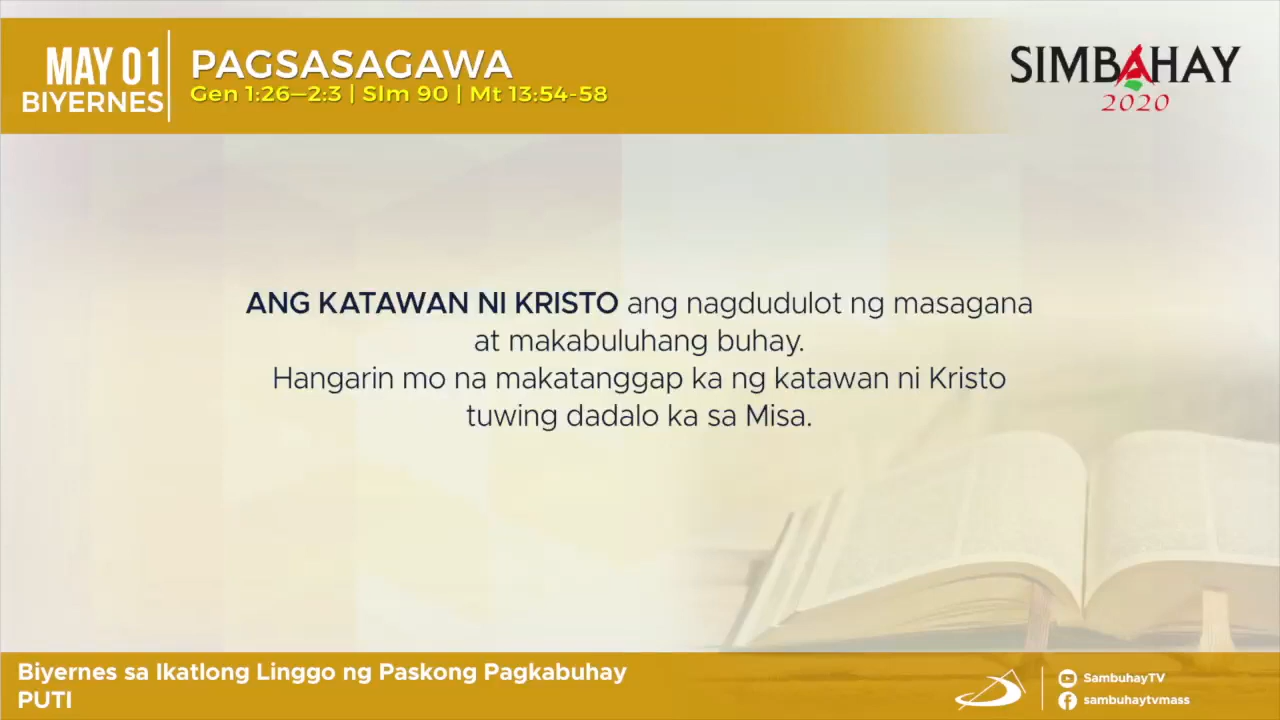 MAY 01
BIYERNES
PAGSASAGAWA
Gen 1:26—2:3 | Slm 90 | Mt 13:54-58
SIMBAHAY
2020
ANG KATAWAN NI KRISTO ang nagdudulot ng masagana
at makabuluhang buhay.
Hangarin mo na makatanggap ka ng katawan ni Kristo
tuwing dadalo ka sa Misa.
Biyernes sa Ikatlong Linggo ng Paskong Pagkabuhay
PUTI
SambuhayTV
sambuhaytvmass